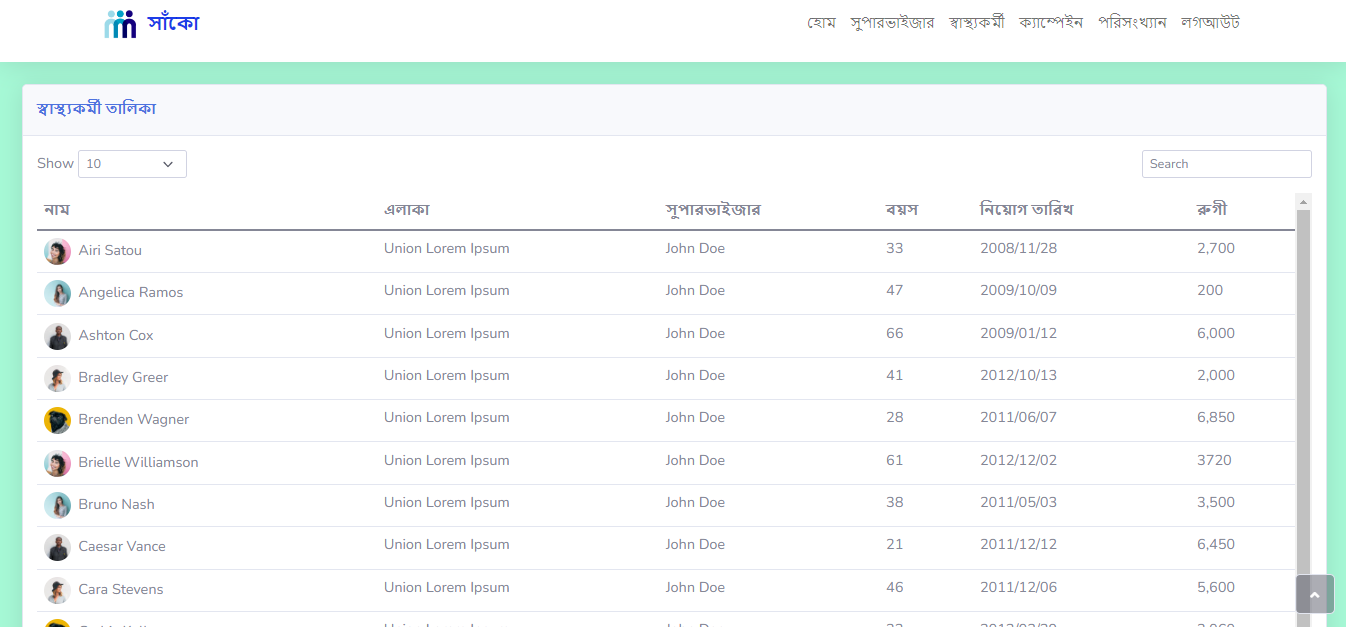 সাঁকো
হোম সুপারভাইজার স্বাস্থ্যকর্মী ক্যাম্পেইন পরিসংখ্যান লগআউট
স্বাস্থ্যকর্মী তালিকা
Show 10 Search
নাম এলাকা সুপারভাইজার বয়স নিয়োগ তারিখ রুগী
Airi Satou Union Lorem Ipsum John Doe 33 2008/11/28 2,700
Angelica Ramos Union Lorem Ipsum John Doe 47 2009/10/09 200
Ashton Cox Union Lorem Ipsum John Doe 66 2009/01/12 6,000
Bradley Greer Union Lorem Ipsum John Doe 41 2012/10/13 2,000
Brenden Wagner Union Lorem Ipsum John Doe 28 2011/06/07 6,850
Brielle Williamson Union Lorem Ipsum John Doe 61 2012/12/02 3720
Bruno Nash Union Lorem Ipsum John Doe 38 2011/05/03 3,500
Caesar Vance Union Lorem Ipsum John Doe 21 2011/12/12 6,450
Cara Stevens Union Lorem Ipsum John Doe 46 2011/12/06 5,600